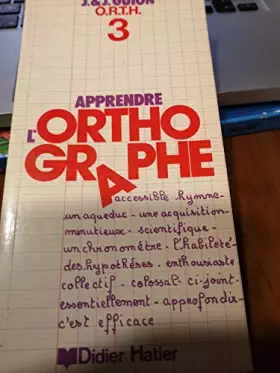 J. & J. GUION
O.R.T.H.
3
APPRENDRE
L'ORTHO
GRAPHE
accessible - hymne -
un aqueduc - une acquisition -
minutieux - scientifique -
un chronomètre - l'habileté -
des hypothèses - enthousiaste
collectif - colossal - ci-joint -
essentiellement - approfondir -
c'est efficace
Didier Hatier